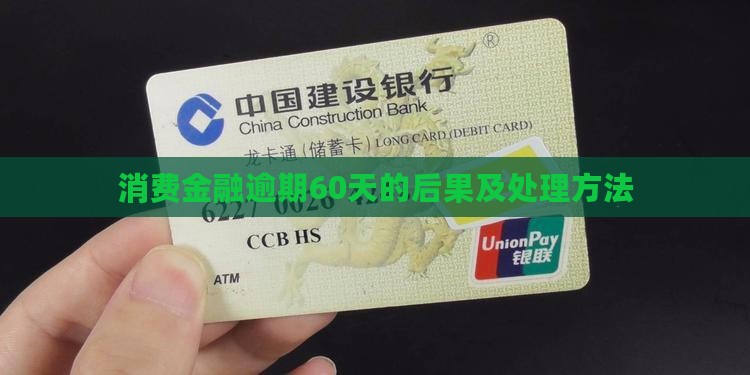 ®
中国建设银行
China Construction Bank
龙卡通(储蓄卡) LONG CARD (DEBIT CARD)
消费金融逾期60天的后果及处理方法
6227 0026
CCB HS
UnionPay
银联
ATM